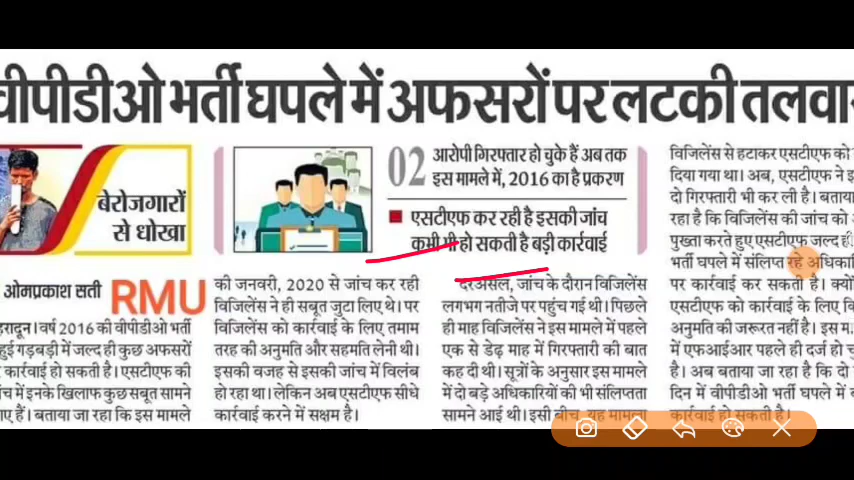 वीपीडीओ भर्ती घपले में अफसरों पर लटकी तलवार
बेरोजगारों
से धोखा
02 आरोपी गिरफ्तार हो चुके हैं अब तक
इस मामले में, 2016 का है प्रकरण
एसटीएफ कर रही है इसकी जांच
कभी भी हो सकती है बड़ी कार्रवाई
ओमप्रकाश सती
RMU
वर्ष 2016 की वीपीडीओ भर्ती
हुई गड़बड़ी में जल्द ही कुछ अफसरों
कार्रवाई हो सकती है। एसटीएफ की
में इनके खिलाफ कुछ सबूत सामने
हैं। बताया जा रहा कि इस मामले
की जनवरी, 2020 से जांच कर रही
विजिलेंस ने ही सबूत जुटा लिए थे। पर
विजिलेंस को कार्रवाई के लिए तमाम
तरह की अनुमति और सहमति लेनी थी।
इसकी वजह से इसकी जांच में विलंब
हो रहा था। लेकिन अब एसटीएफ सीधे
कार्रवाई करने में सक्षम है।
दरअसल, जांच के दौरान विजिलेंस
लगभग नतीजे पर पहुंच गई थी। पिछले
ही माह विजिलेंस ने इस मामले में पहले
एक से डेढ़ माह में गिरफ्तारी की बात
कह दी थी। सूत्रों के अनुसार इस मामले
में दो बड़े अधिकारियों की भी संलिप्तता
सामने आई थी। इसी बीच, यह मामला
विजिलेंस से हटाकर एसटीएफ को
दिया गया था। अब, एसटीएफ ने
दो गिरफ्तारी भी कर ली है। बताया
रहा है कि विजिलेंस की जांच को
पुख्ता करते हुए एसटीएफ जल्द ही
भर्ती घपले में संलिप्त रहे
पर कार्रवाई कर सकती है।
एसटीएफ को कार्रवाई के लिए
अनुमति की जरूरत नहीं है। इस
में एफआईआर पहले ही दर्ज हो
है। अब बताया जा रहा है कि दो
दिन में वीपीडीओ भर्ती घपले में
कार्रवाई हो सकती है।